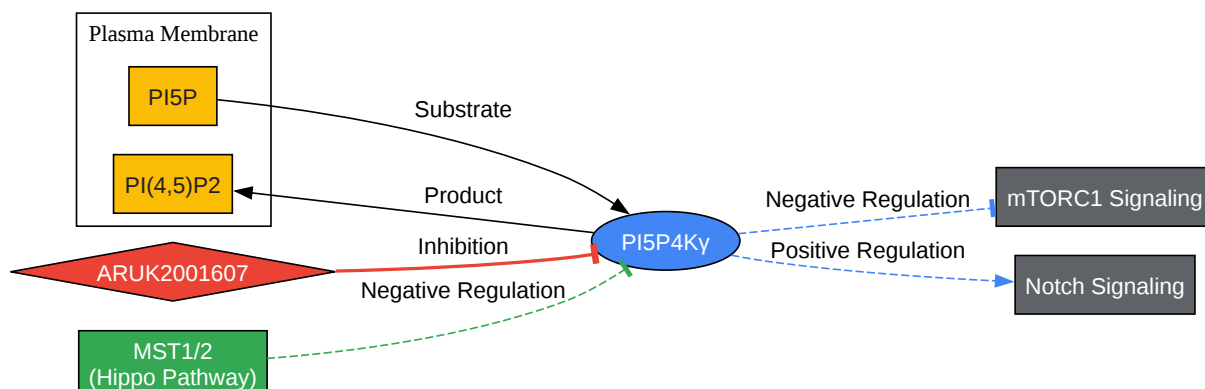 Plasma Membrane
PI5P
Substrate
PI(4,5)P2
Product
Negative Regulation
mTORC1 Signaling
PI5P4Kγ
Inhibition
Positive Regulation
ARUK2001607
Negative Regulation
Notch Signaling
MST1/2
(Hippo Pathway)